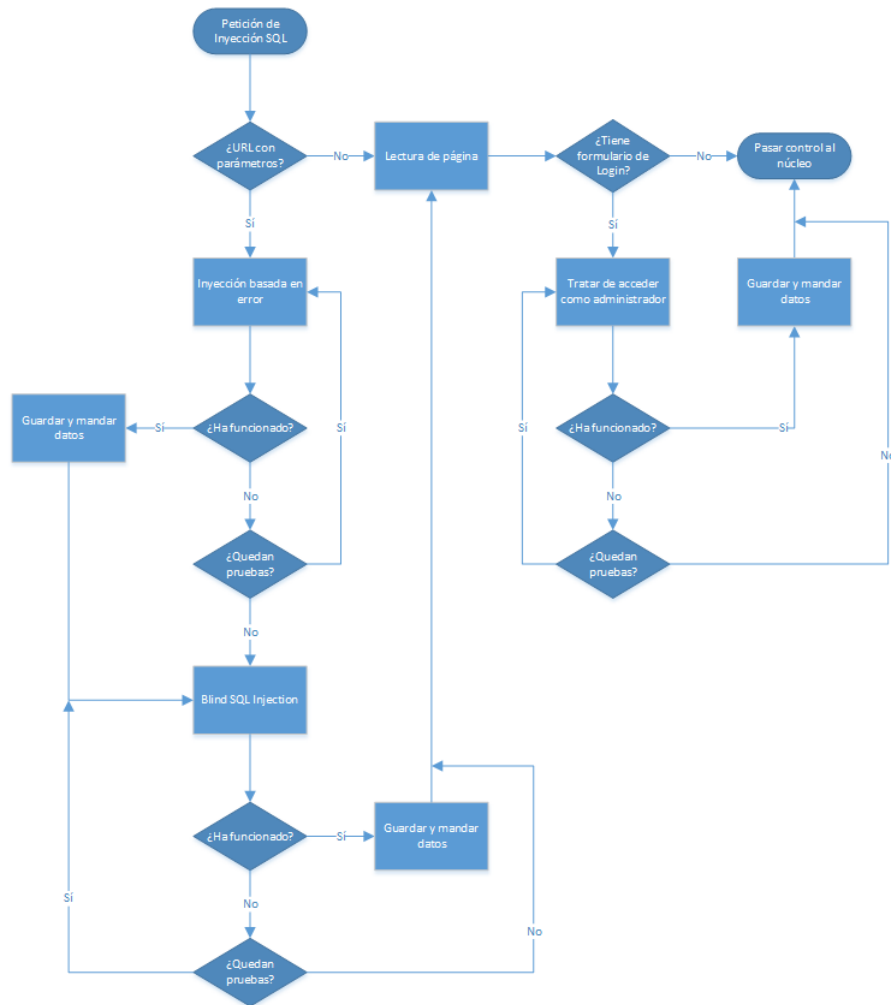 Petición de
Inyección SQL
¿URL con
parámetros?
No
Lectura de página
¿Tiene
formulario de
Login?
No
Pasar control al
núcleo
Sí
Sí
Inyección basada en
error
Tratar de acceder
como administrador
Guardar y mandar
datos
Guardar y mandar
datos
Sí
¿Ha funcionado?
Sí
Sí
¿Ha funcionado?
Sí
No
No
No
¿Quedan
pruebas?
¿Quedan
pruebas?
No
Blind SQL Injection
¿Ha funcionado?
Sí
Guardar y mandar
datos
Sí
No
No
¿Quedan
pruebas?